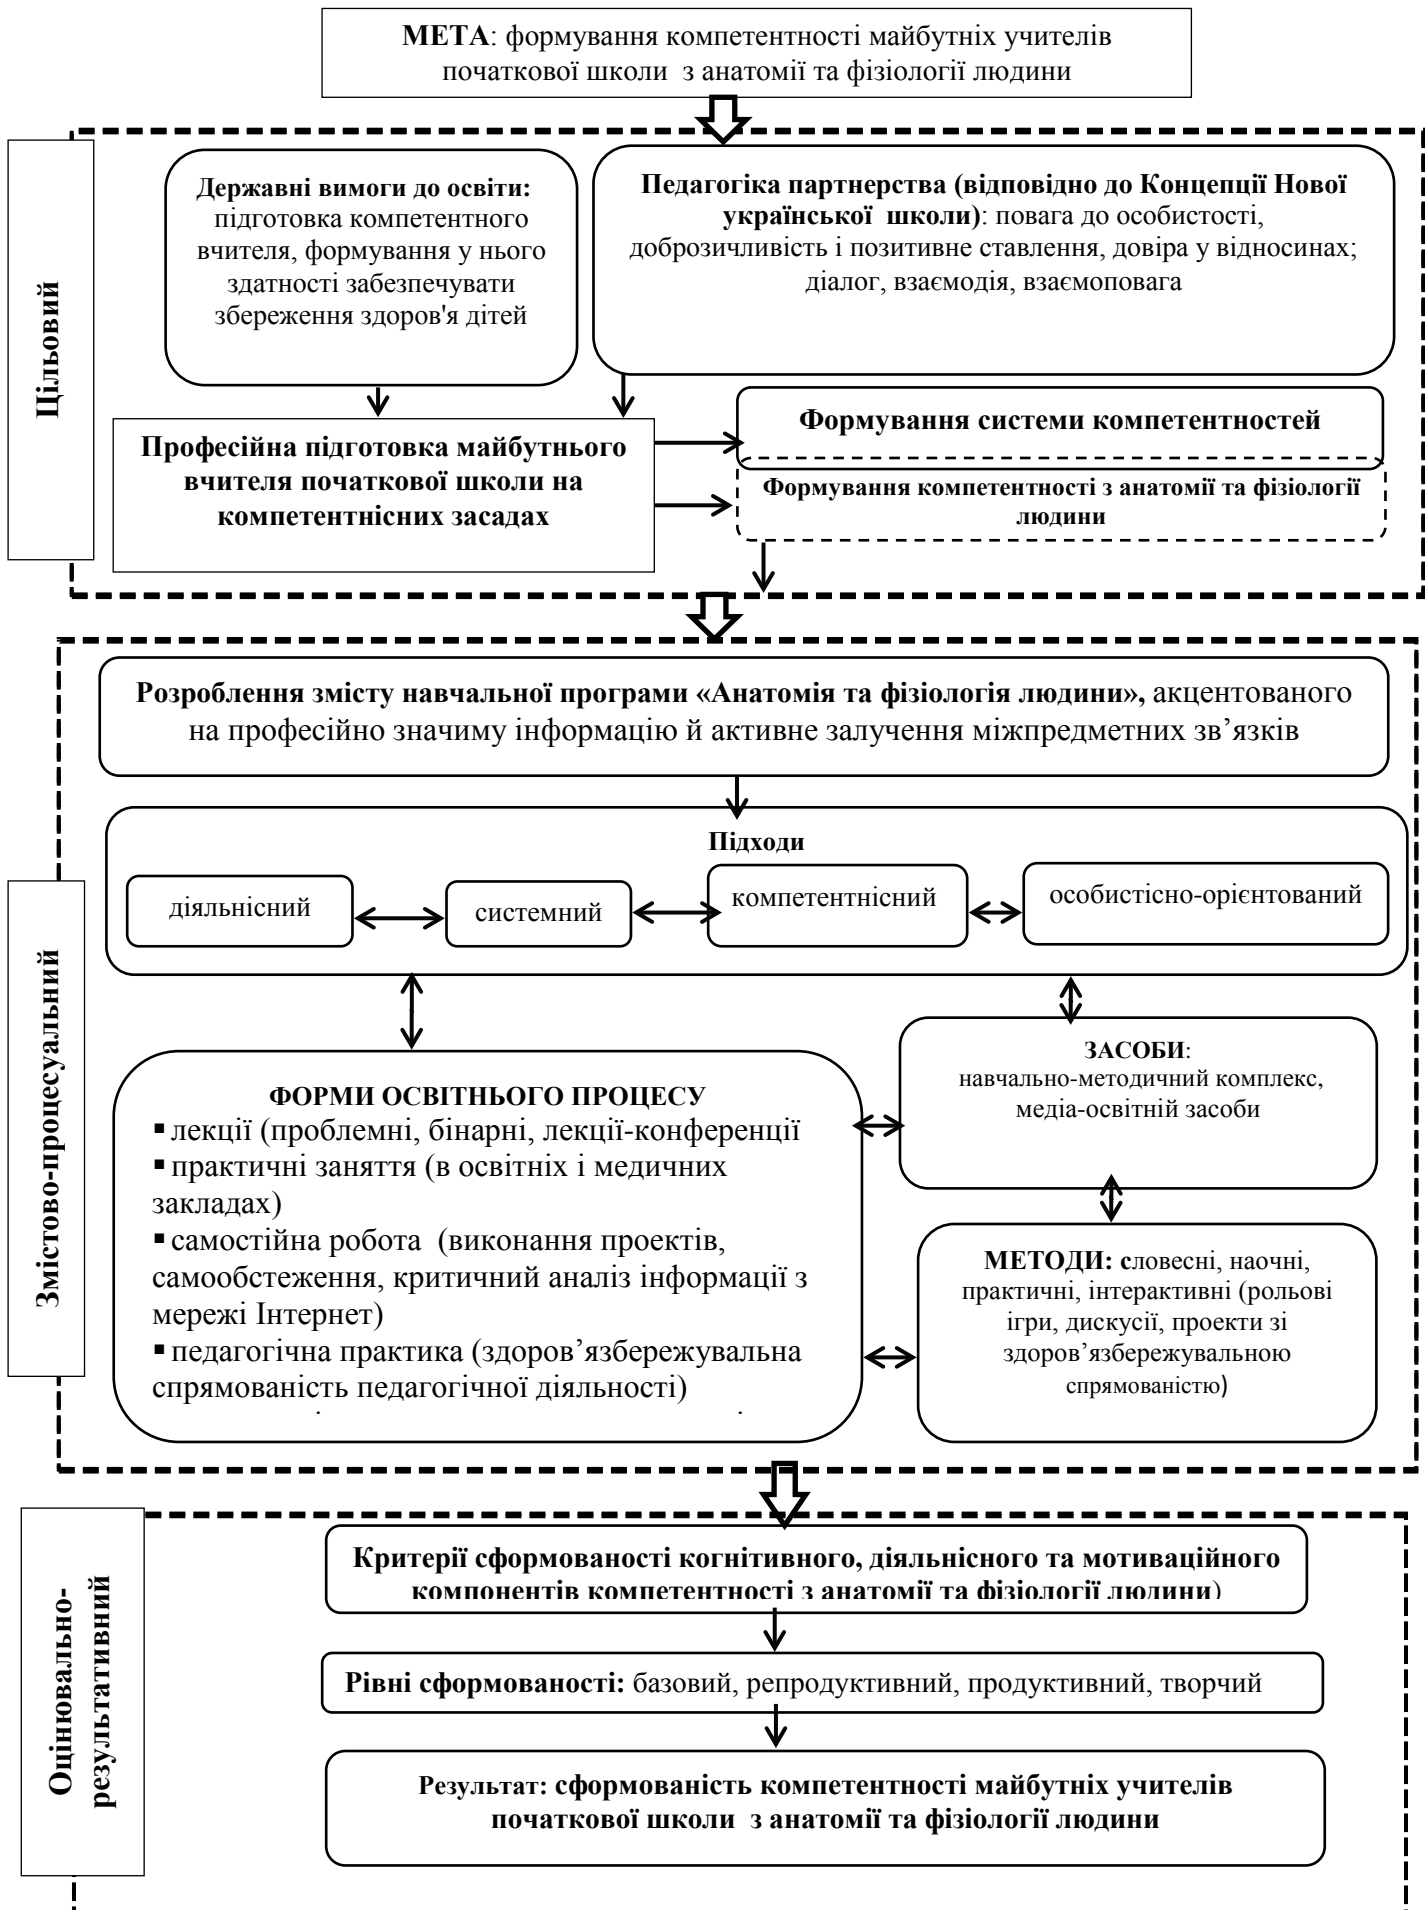 МЕТА: формування компетентності майбутніх учителів
початкової школи з анатомії та фізіології людини
Цільовий
Державні вимоги до освіти:
підготовка компетентного
вчителя, формування у нього
здатності забезпечувати
збереження здоров'я дітей
Педагогіка партнерства (відповідно до Концепції Нової
української школи): повага до особистості,
доброзичливість і позитивне ставлення, довіра у відносинах;
діалог, взаємодія, взаємоповага
Професійна підготовка майбутнього
вчителя початкової школи на
компетентнісних засадах
Формування системи компетентностей
Формування компетентності з анатомії та фізіології
людини
Змістово-процесуальний
Розроблення змісту навчальної програми «Анатомія та фізіологія людини», акцентованого
на професійно значиму інформацію й активне залучення міжпредметних зв’язків
Підходи
діяльнісний
системний
компетентнісний
особистісно-орієнтований
ФОРМИ ОСВІТНЬОГО ПРОЦЕСУ
▪ лекції (проблемні, бінарні, лекції-конференції
▪ практичні заняття (в освітніх і медичних
закладах)
▪ самостійна робота (виконання проектів,
самообстеження, критичний аналіз інформації з
мережі Інтернет)
▪ педагогічна практика (здоров’язбережувальна
спрямованість педагогічної діяльності)
ЗАСОБИ:
навчально-методичний комплекс,
медіа-освітній засоби
МЕТОДИ: словесні, наочні,
практичні, інтерактивні (рольові
ігри, дискусії, проекти зі
здоров’язбережувальною
спрямованістю)
Оцінювально-
результативний
Критерії сформованості когнітивного, діяльнісного та мотиваційного
компонентів компетентності з анатомії та фізіології людини)
Рівні сформованості: базовий, репродуктивний, продуктивний, творчий
Результат: сформованість компетентності майбутніх учителів
початкової школи з анатомії та фізіології людини